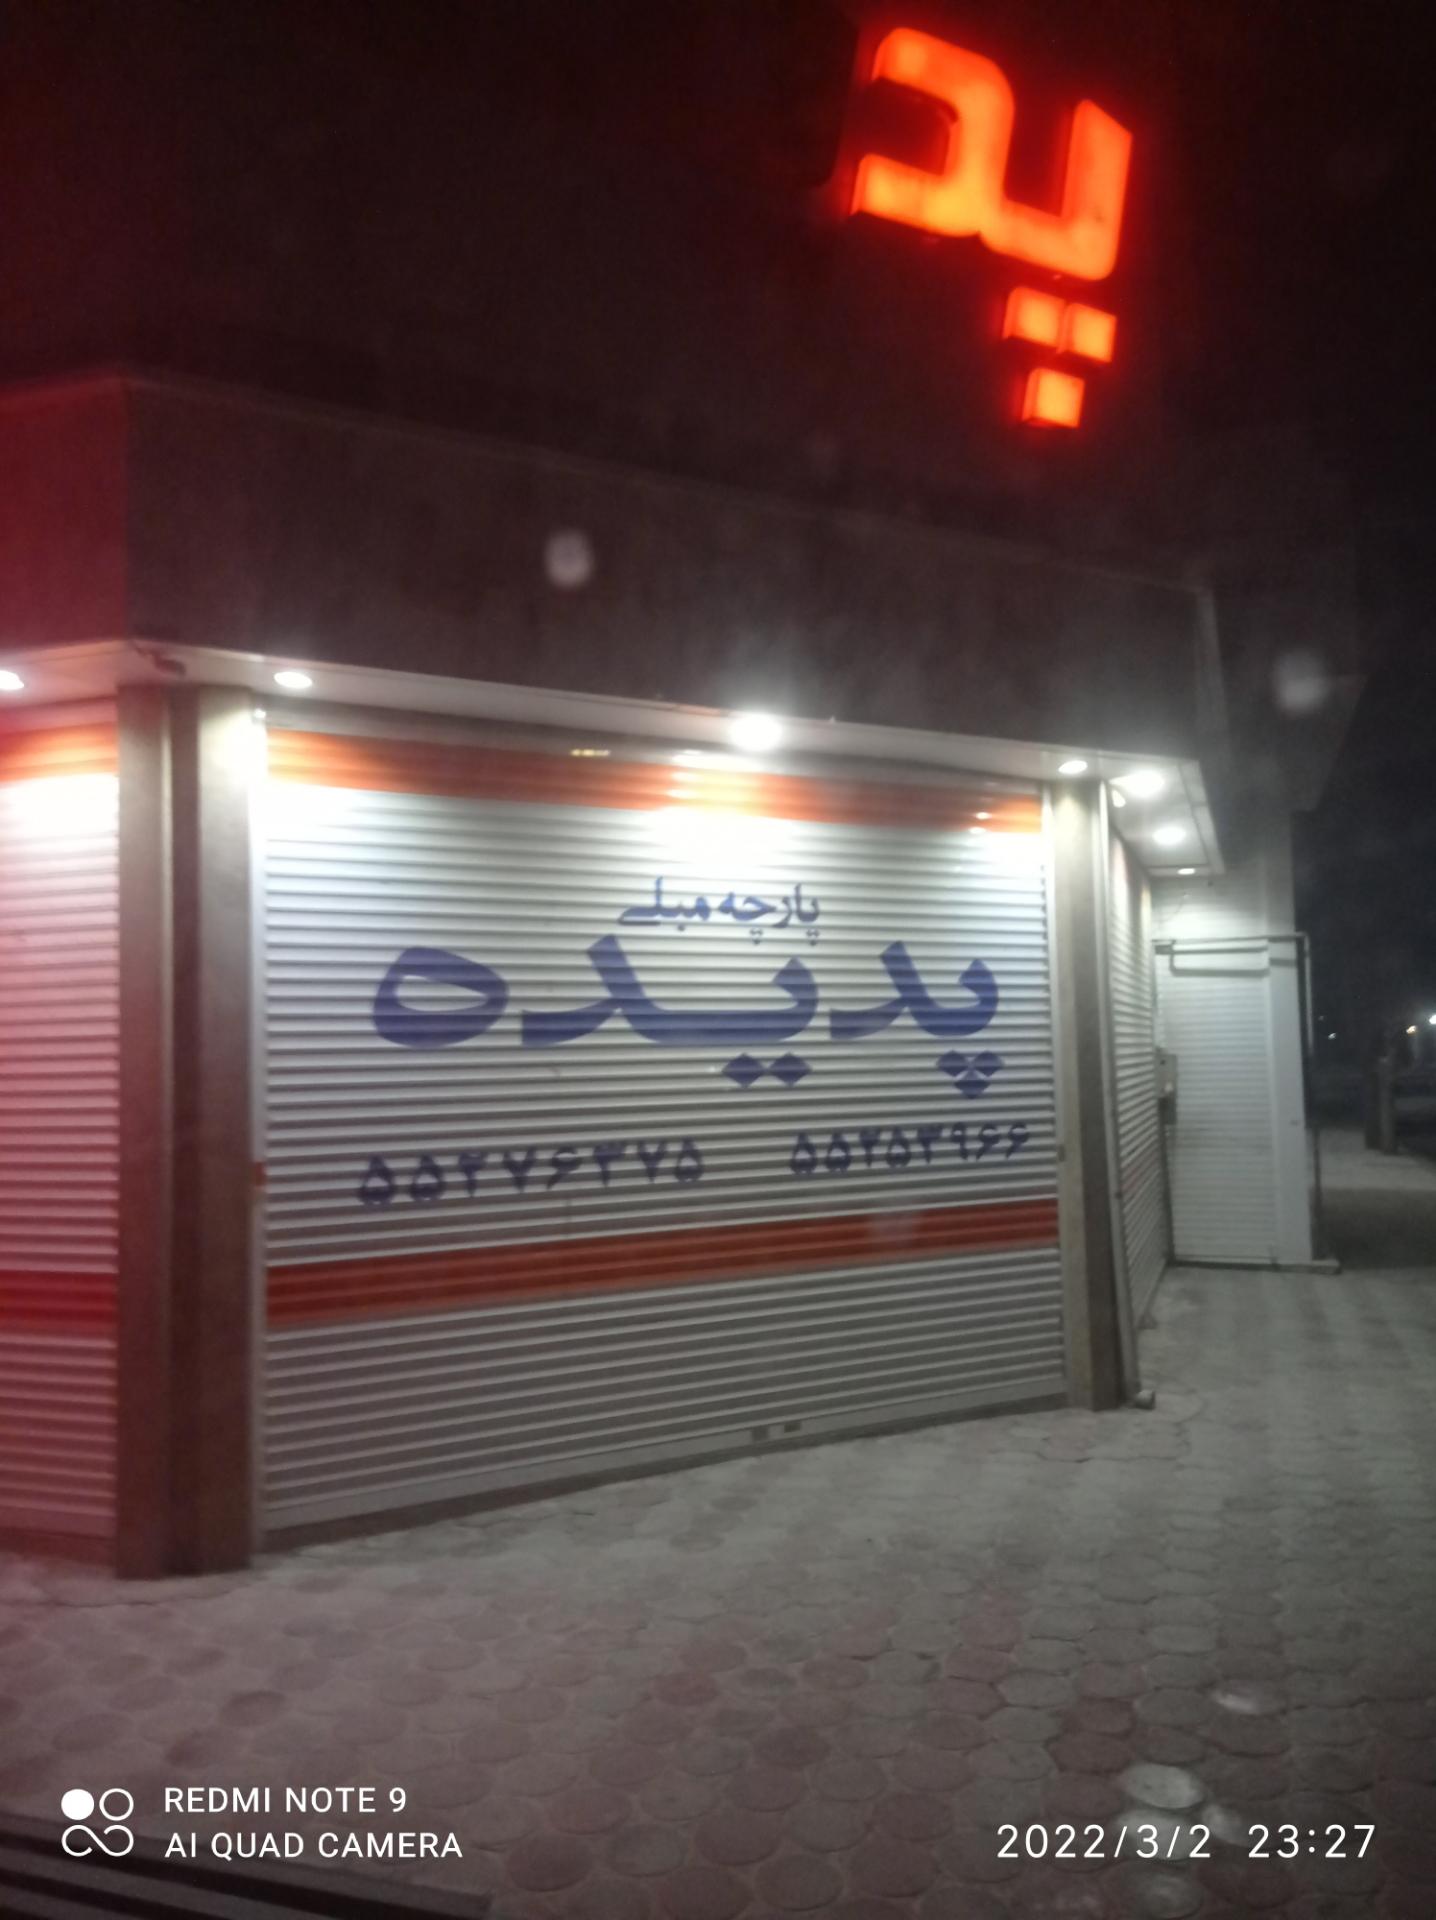 پد
پارچه مبلی
پدیده
۵۵۲۷۶۳۷۵ ۵۵۲۵۳۹۶۶
REDMI NOTE 9
AI QUAD CAMERA
2022/3/2 23:27